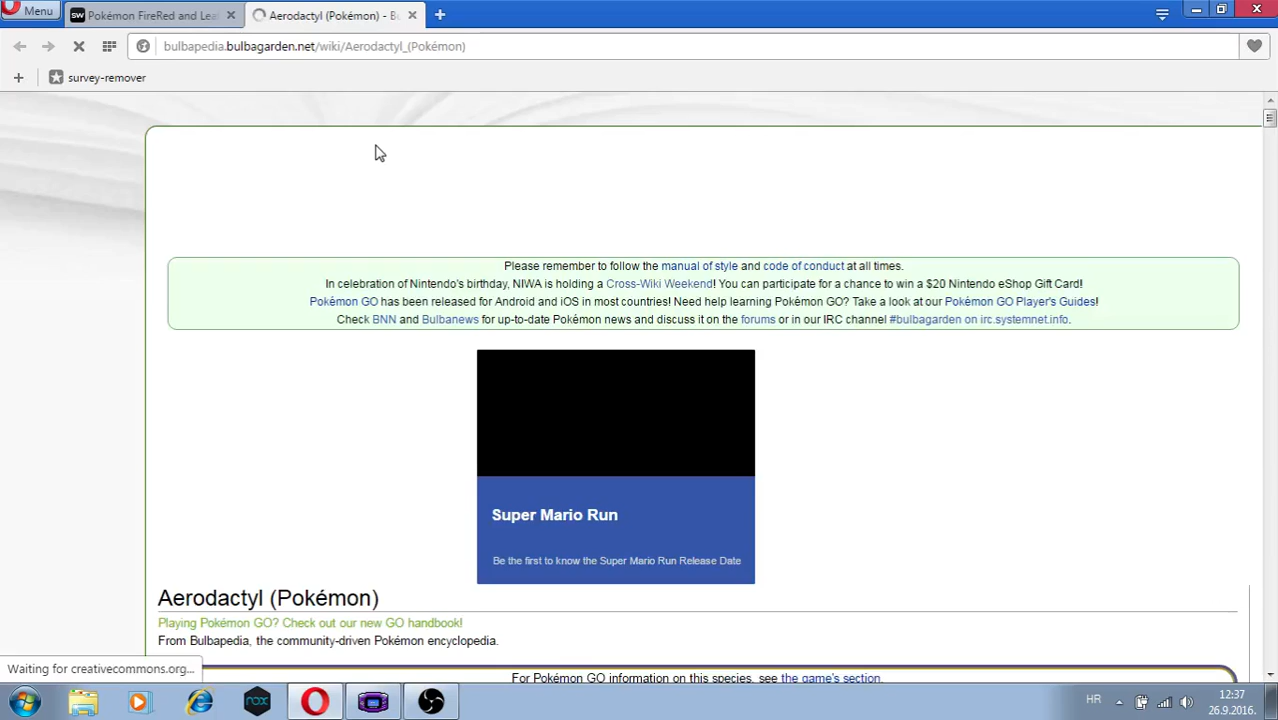 Menu
Pokémon FireRed and Lea
Aerodactyl (Pokémon) - Bu
bulbapedia.bulbagarden.net/wiki/Aerodactyl_(Pokémon)
survey-remover
Please remember to follow the manual of style and code of conduct at all times.
In celebration of Nintendo's birthday, NIWA is holding a Cross-Wiki Weekend! You can participate for a chance to win a $20 Nintendo eShop Gift Card!
Pokémon GO has been released for Android and iOS in most countries! Need help learning Pokémon GO? Take a look at our Pokémon GO Player's Guides!
Check BNN and Bulbanews for up-to-date Pokémon news and discuss it on the forums or in our IRC channel #bulbagarden on irc.systemnet.info.
Super Mario Run
Be the first to know the Super Mario Run Release Date
Aerodactyl (Pokémon)
Playing Pokémon GO? Check out our new GO handbook!
From Bulbapedia, the community-driven Pokémon encyclopedia.
Waiting for creativecommons.org...
For Pokémon GO information on this species, see the game's section.
nox
HR
12:37
26.9.2016.